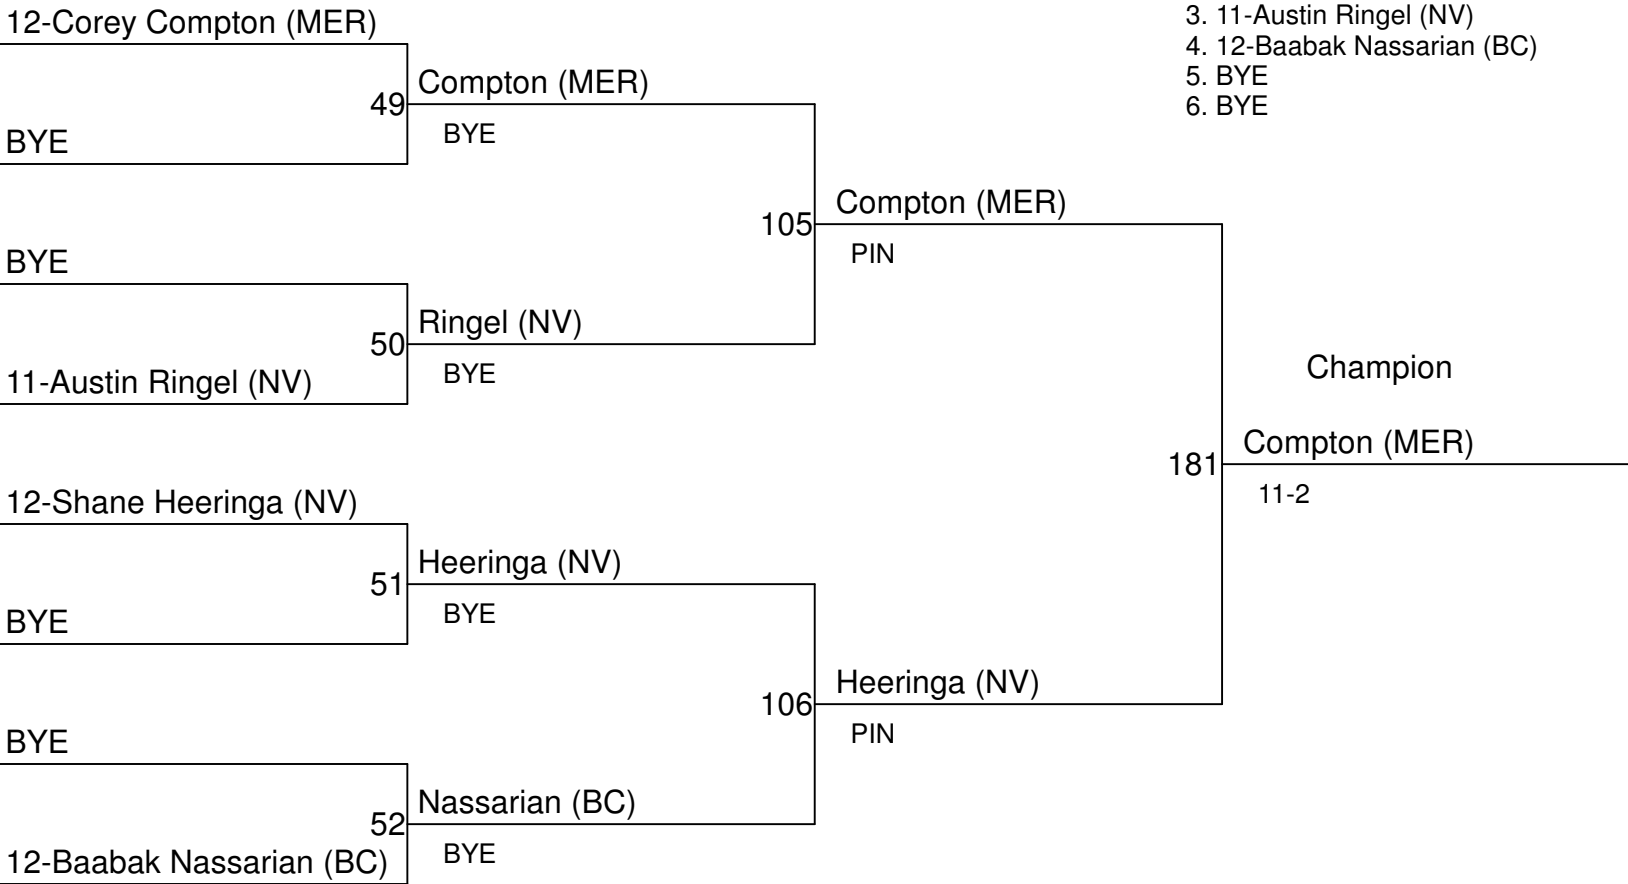 12-Corey Compton (MER)
BYE
BYE
11-Austin Ringel (NV)
12-Shane Heeringa (NV)
BYE
BYE
12-Baabak Nassarian (BC)
49
50
51
52
Compton (MER)
BYE
Ringel (NV)
BYE
Heeringa (NV)
BYE
Nassarian (BC)
BYE
105
106
Compton (MER)
PIN
Heeringa (NV)
PIN
181
Champion
Compton (MER)
11-2
3. 11-Austin Ringel (NV)
4. 12-Baabak Nassarian (BC)
5. BYE
6. BYE